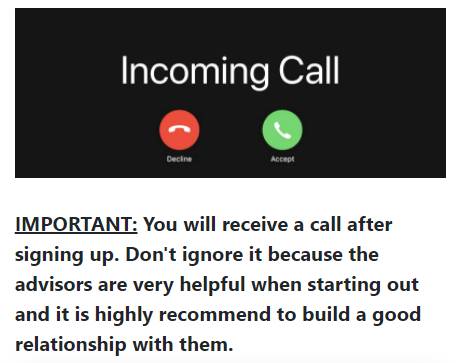 Incoming Call
Decline Accept
IMPORTANT: You will receive a call after
signing up. Don't ignore it because the
advisors are very helpful when starting out
and it is highly recommend to build a good
relationship with them.